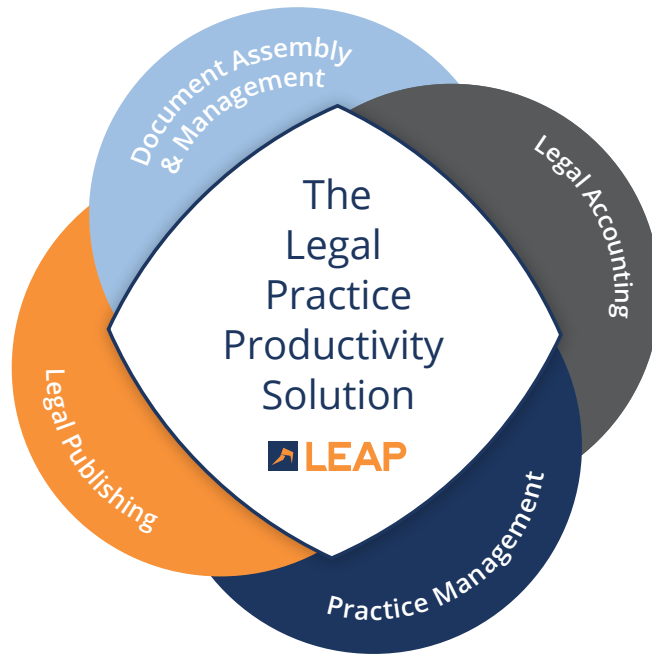 Document Assembly
& Management
Legal Accounting
The
Legal
Practice
Productivity
Solution
LEAP
Legal Publishing
Practice Management